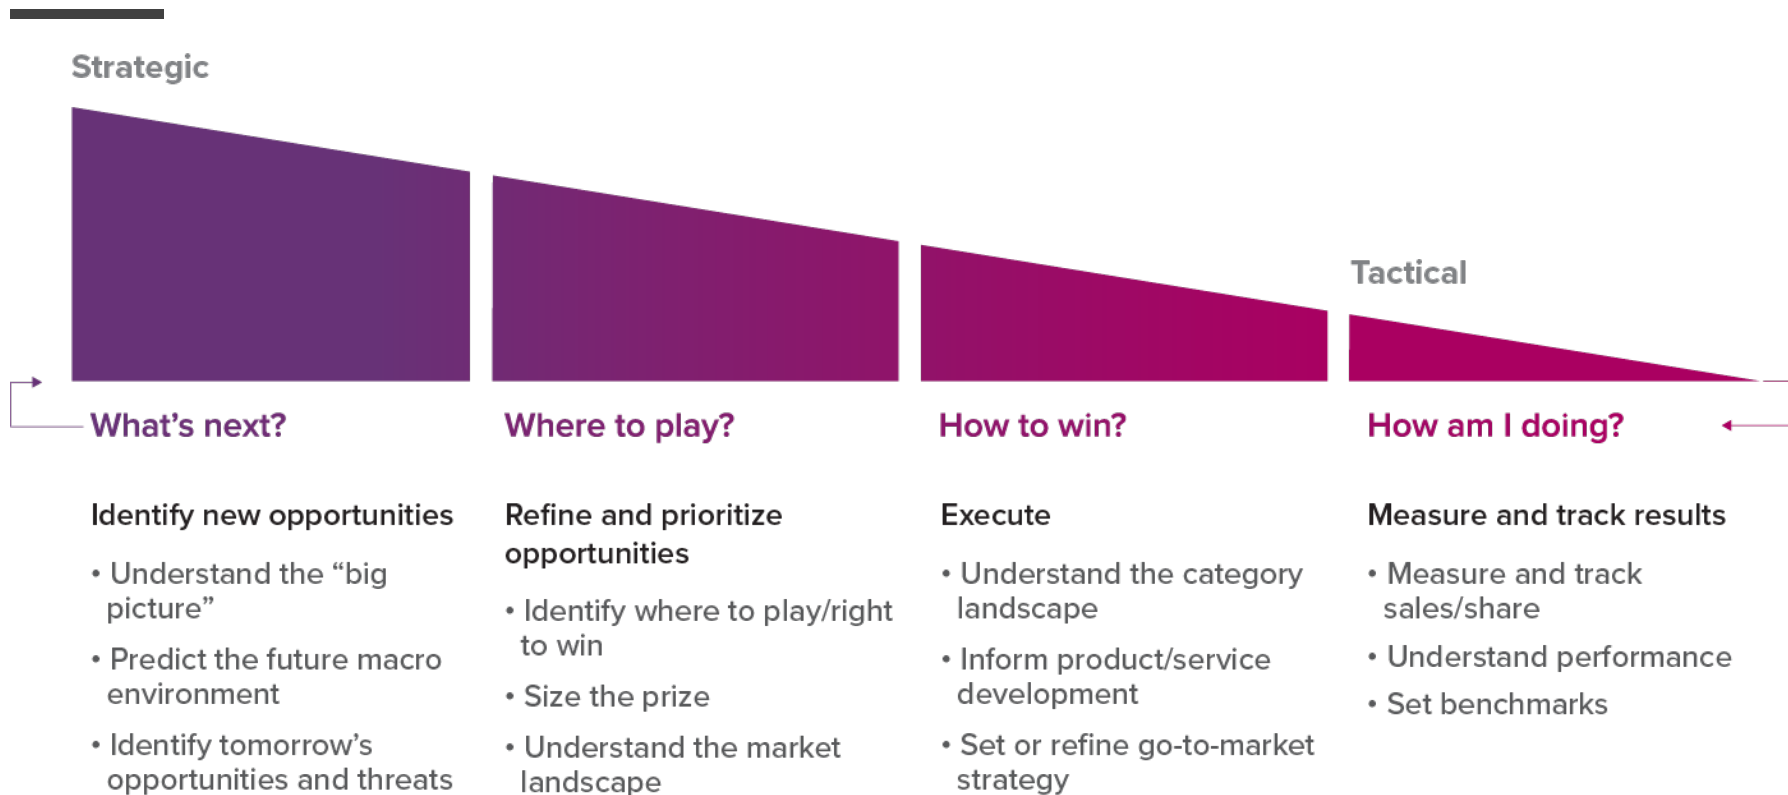 Strategic
Tactical
What’s next?
Identify new opportunities
• Understand the “big
picture”
• Predict the future macro
environment
• Identify tomorrow’s
opportunities and threats
Where to play?
Refine and prioritize
opportunities
• Identify where to play/right
to win
• Size the prize
• Understand the market
landscape
How to win?
Execute
• Understand the category
landscape
• Inform product/service
development
• Set or refine go-to-market
strategy
How am I doing?
Measure and track results
• Measure and track
sales/share
• Understand performance
• Set benchmarks